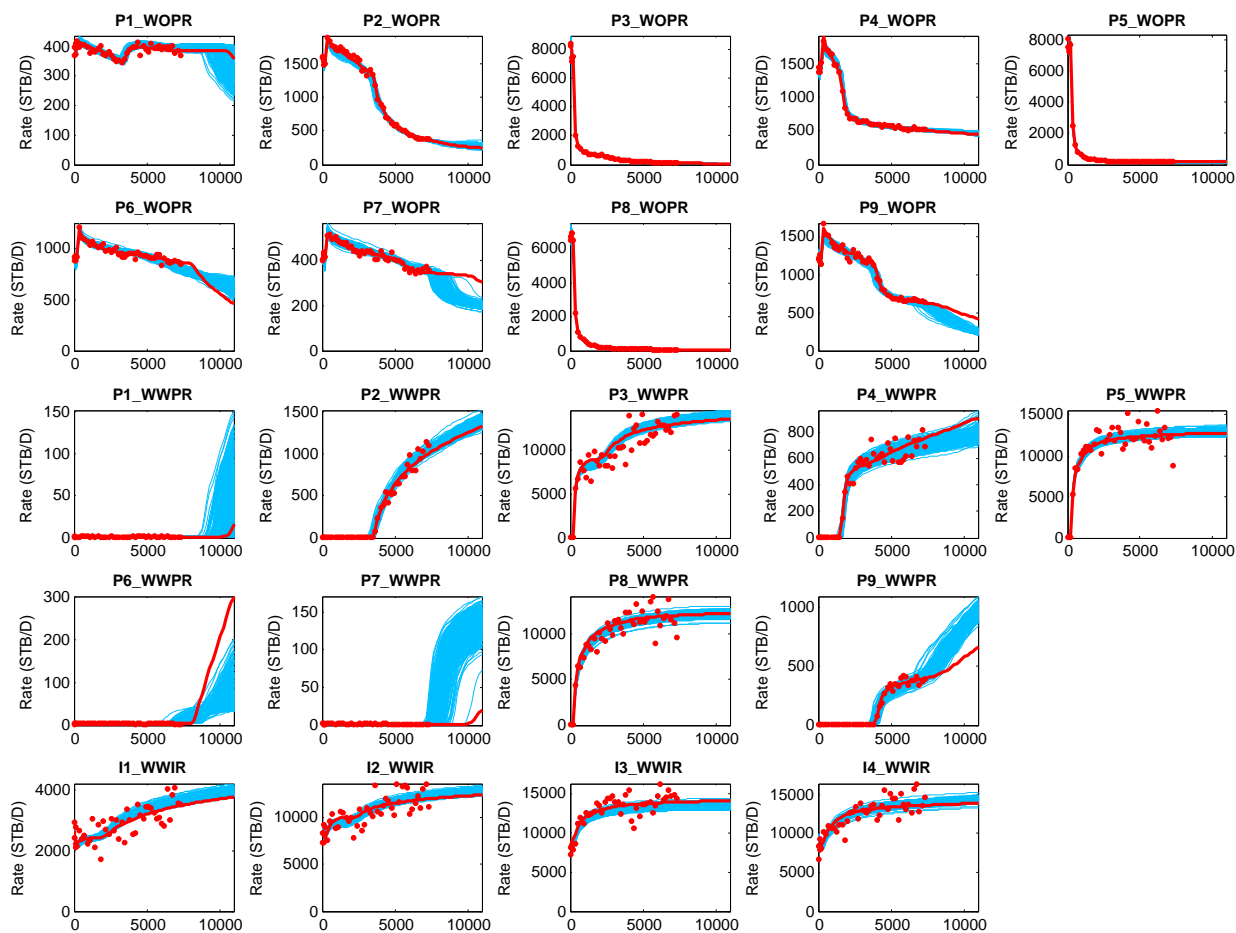 P1_WOPR P2_WOPR P3_WOPR P4_WOPR P5_WOPR
Rate (STB/D) Rate (STB/D) Rate (STB/D) Rate (STB/D) Rate (STB/D)
400 300 200 100 0
1500 1000 500 0
8000 6000 4000 2000 0
1500 1000 500 0
8000 6000 4000 2000 0
0 5000 10000 0 5000 10000 0 5000 10000 0 5000 10000 0 5000 10000
P6_WOPR P7_WOPR P8_WOPR P9_WOPR
Rate (STB/D) Rate (STB/D) Rate (STB/D) Rate (STB/D)
1000 500 0
400 200 0
6000 4000 2000 0
1500 1000 500 0
0 5000 10000 0 5000 10000 0 5000 10000 0 5000 10000
P1_WWPR P2_WWPR P3_WWPR P4_WWPR P5_WWPR
Rate (STB/D) Rate (STB/D) Rate (STB/D) Rate (STB/D) Rate (STB/D)
150 100 50 0
1500 1000 500 0
10000 5000 0
800 600 400 200 0
15000 10000 5000 0
0 5000 10000 0 5000 10000 0 5000 10000 0 5000 10000 0 5000 10000
P6_WWPR P7_WWPR P8_WWPR P9_WWPR
Rate (STB/D) Rate (STB/D) Rate (STB/D) Rate (STB/D)
300 200 100 0
150 100 50 0
10000 5000 0
1000 500 0
0 5000 10000 0 5000 10000 0 5000 10000 0 5000 10000
I1_WWIR I2_WWIR I3_WWIR I4_WWIR
Rate (STB/D) Rate (STB/D) Rate (STB/D) Rate (STB/D)
4000 2000 0
10000 5000 0
15000 10000 5000 0
15000 10000 5000 0
0 5000 10000 0 5000 10000 0 5000 10000 0 5000 10000